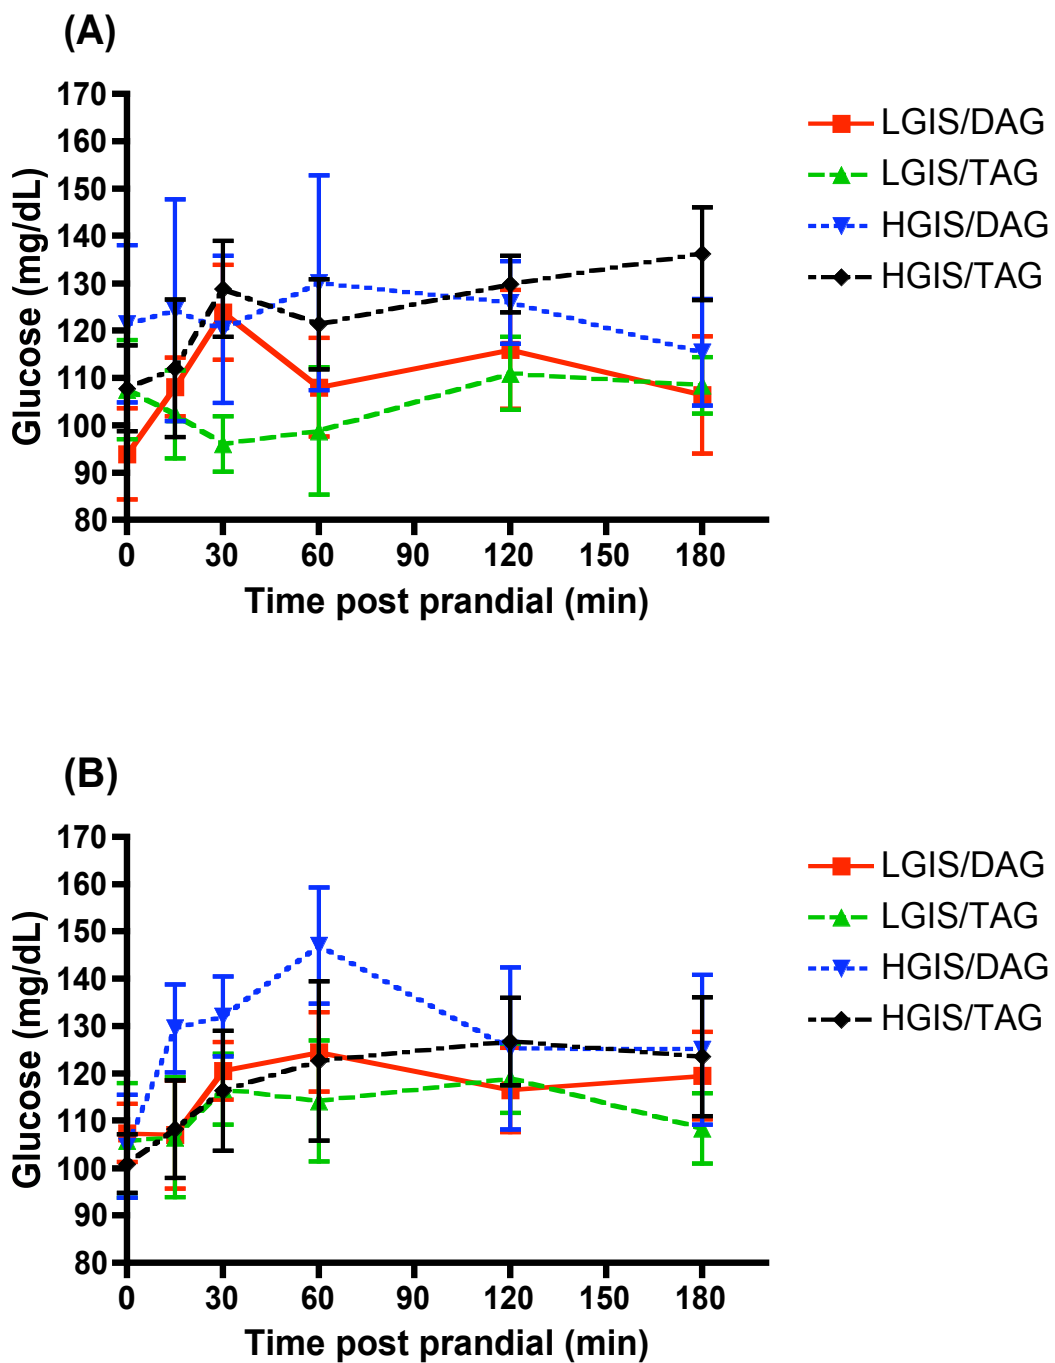 (A)
170
160
150
140
130
120
110
100
90
80
Glucose (mg/dL)
0 30 60 90 120 150 180
Time post prandial (min)
LGIS/DAG
LGIS/TAG
HGIS/DAG
HGIS/TAG
(B)
170
160
150
140
130
120
110
100
90
80
Glucose (mg/dL)
0 30 60 90 120 150 180
Time post prandial (min)
LGIS/DAG
LGIS/TAG
HGIS/DAG
HGIS/TAG